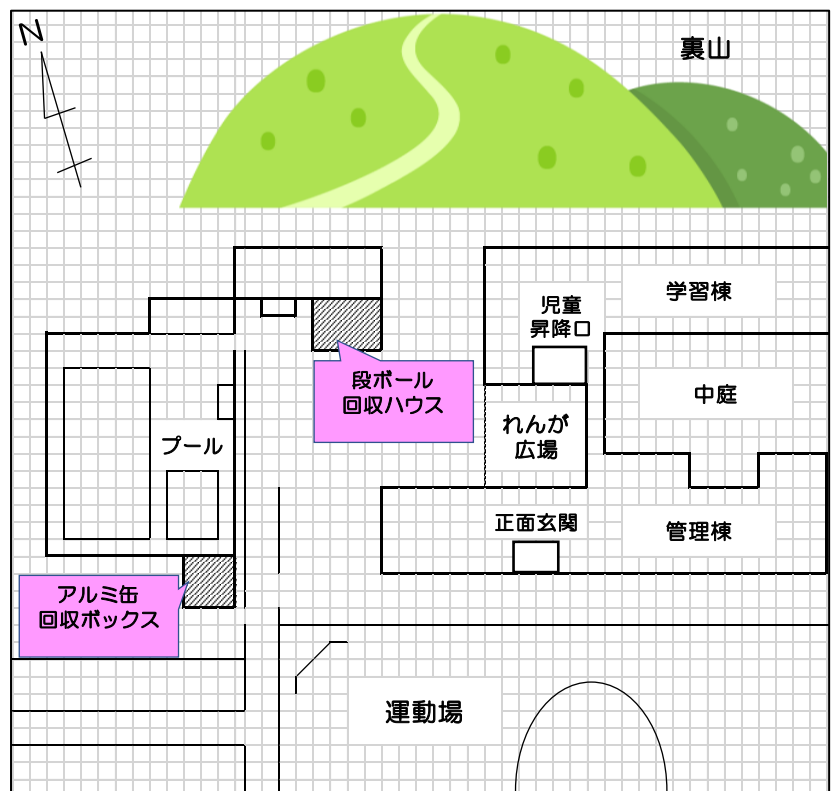 N
裏山
学習棟
児童
昇降口
段ボール
回収ハウス
中庭
れんが
広場
プール
正面玄関
管理棟
アルミ缶
回収ボックス
運動場